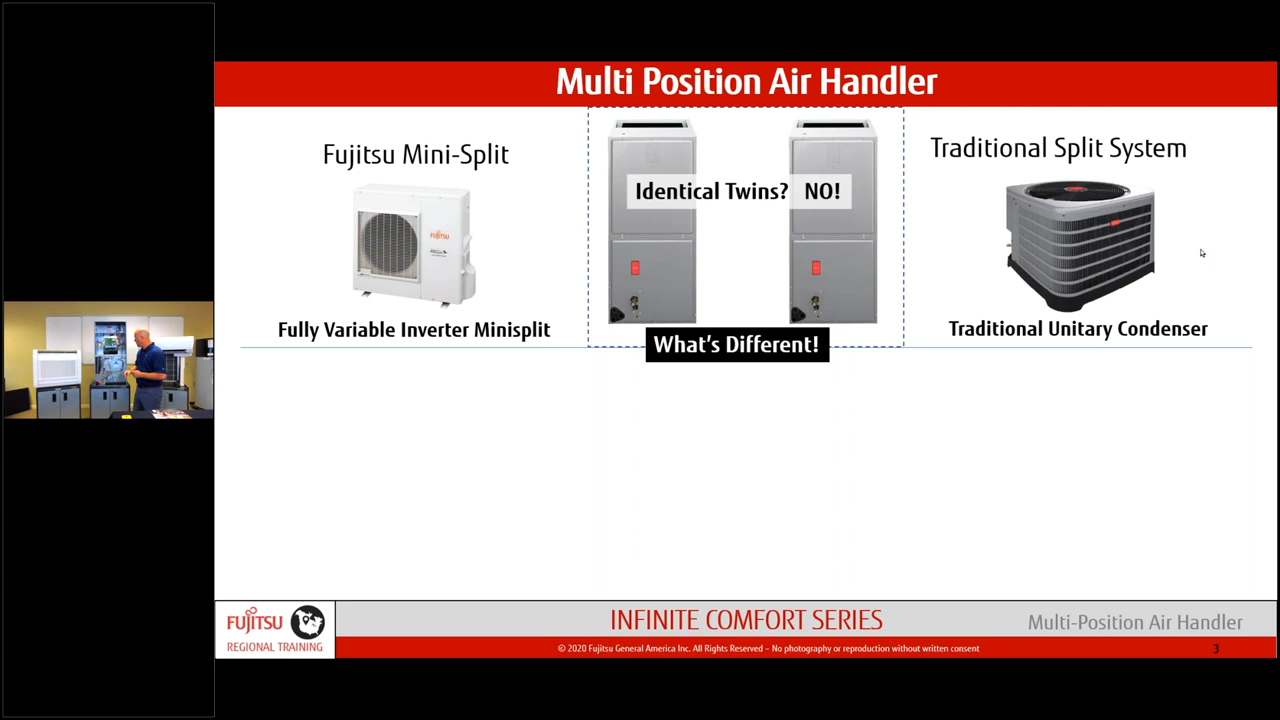 Multi Position Air Handler
Fujitsu Mini-Split
Traditional Split System
Identical Twins? NO!
FUJITSU
Fully Variable Inverter Minisplit
Traditional Unitary Condenser
What's Different!
FUJITSU
REGIONAL TRAINING
INFINITE COMFORT SERIES
Multi-Position Air Handler
© 2020 Fujitsu General America Inc. All Rights Reserved – No photography or reproduction without written consent
3